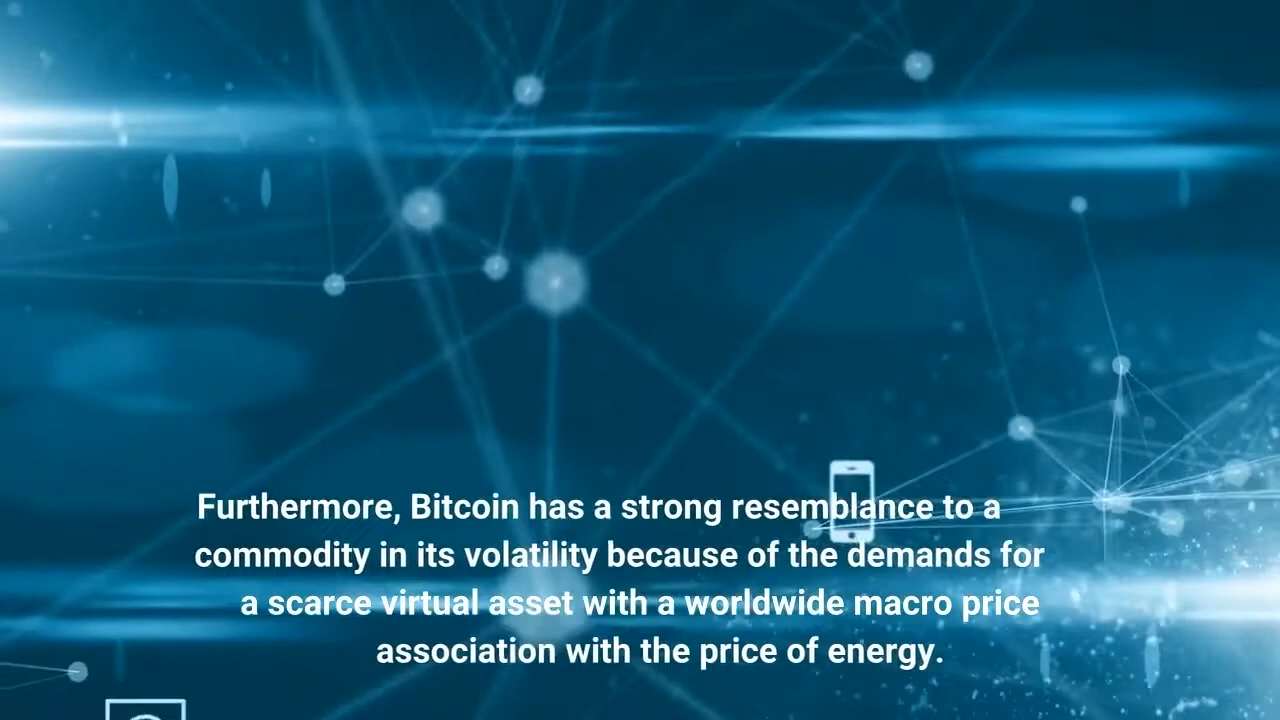 Furthermore, Bitcoin has a strong resemblance to a
commodity in its volatility because of the demands for
a scarce virtual asset with a worldwide macro price
association with the price of energy.